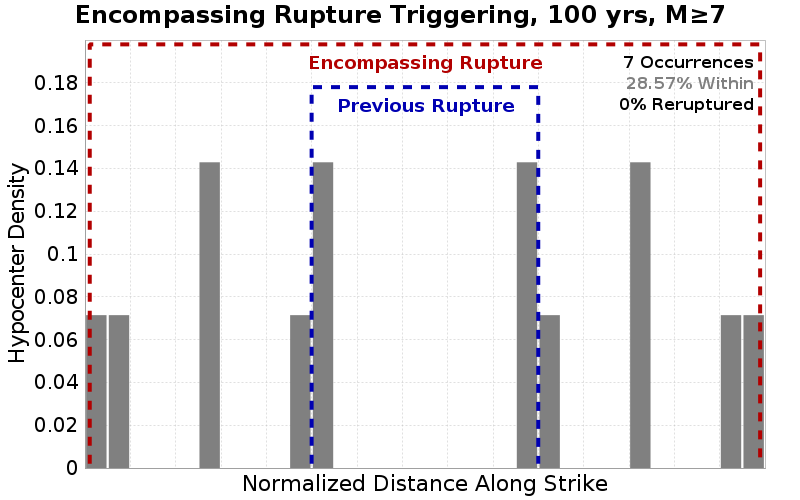 Encompassing Rupture Triggering, 100 yrs, M≥7
Encompassing Rupture
7 Occurrences
28.57% Within
0% Reruptured
Previous Rupture
Hypocenter Density
0.18
0.16
0.14
0.12
0.1
0.08
0.06
0.04
0.02
0
Normalized Distance Along Strike